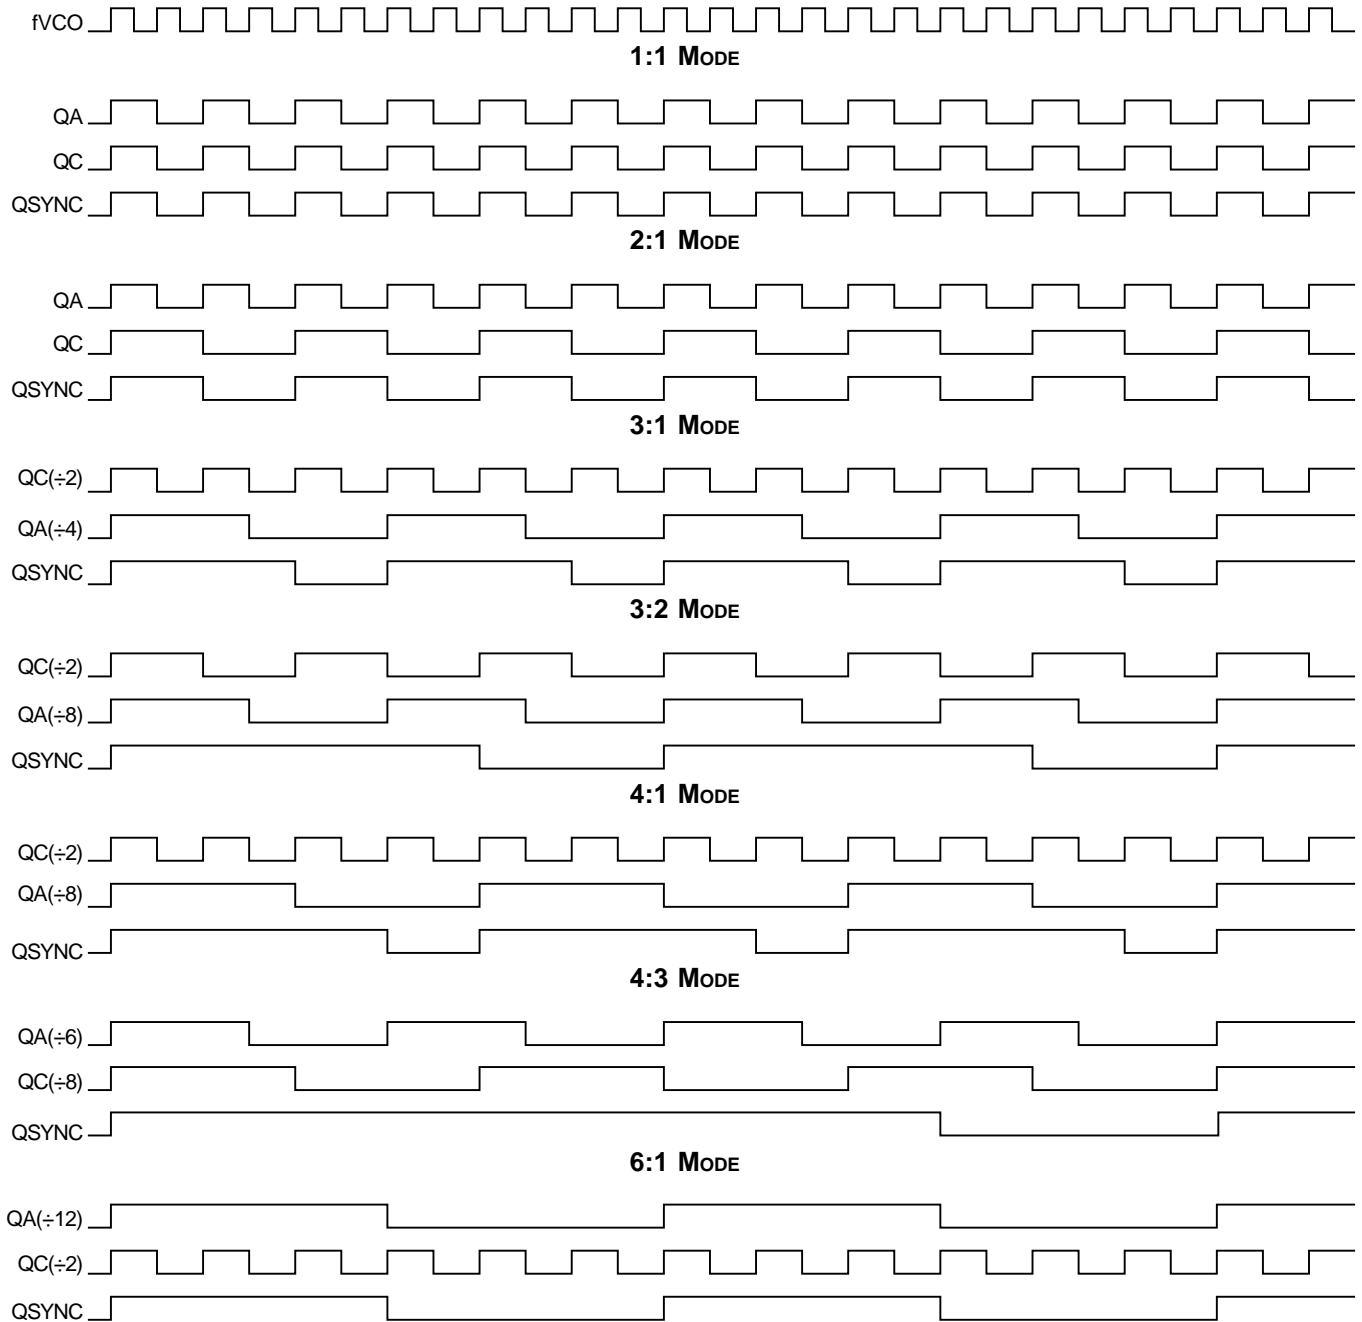 fVCO
1:1 MODE
QA
QC
QSYNC
2:1 MODE
QA
QC
QSYNC
3:1 MODE
QC(÷2)
QA(÷4)
QSYNC
3:2 MODE
QC(÷2)
QA(÷8)
QSYNC
4:1 MODE
QC(÷2)
QA(÷8)
QSYNC
4:3 MODE
QA(÷6)
QC(÷8)
QSYNC
6:1 MODE
QA(÷12)
QC(÷2)
QSYNC